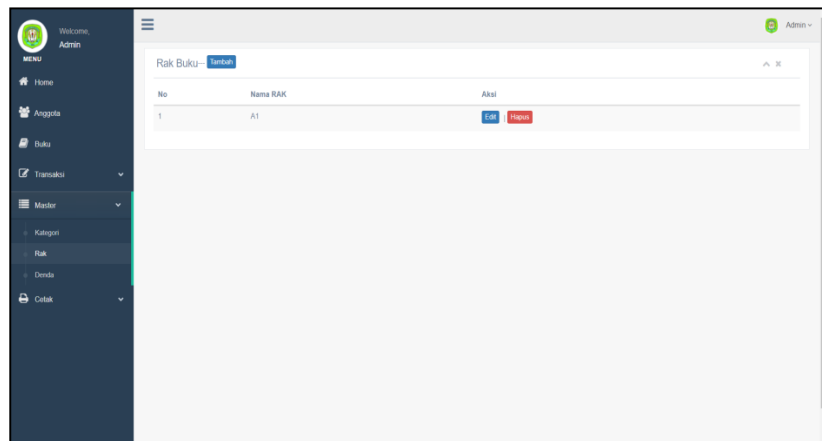 Welcome,
Admin
MENU
Home
Anggota
Buku
Transaksi
Master
Kategori
Rak
Denda
Cetak
Admin
Rak Buku-- Tambah
No Nama RAK Aksi
1 A1 Edit | Hapus